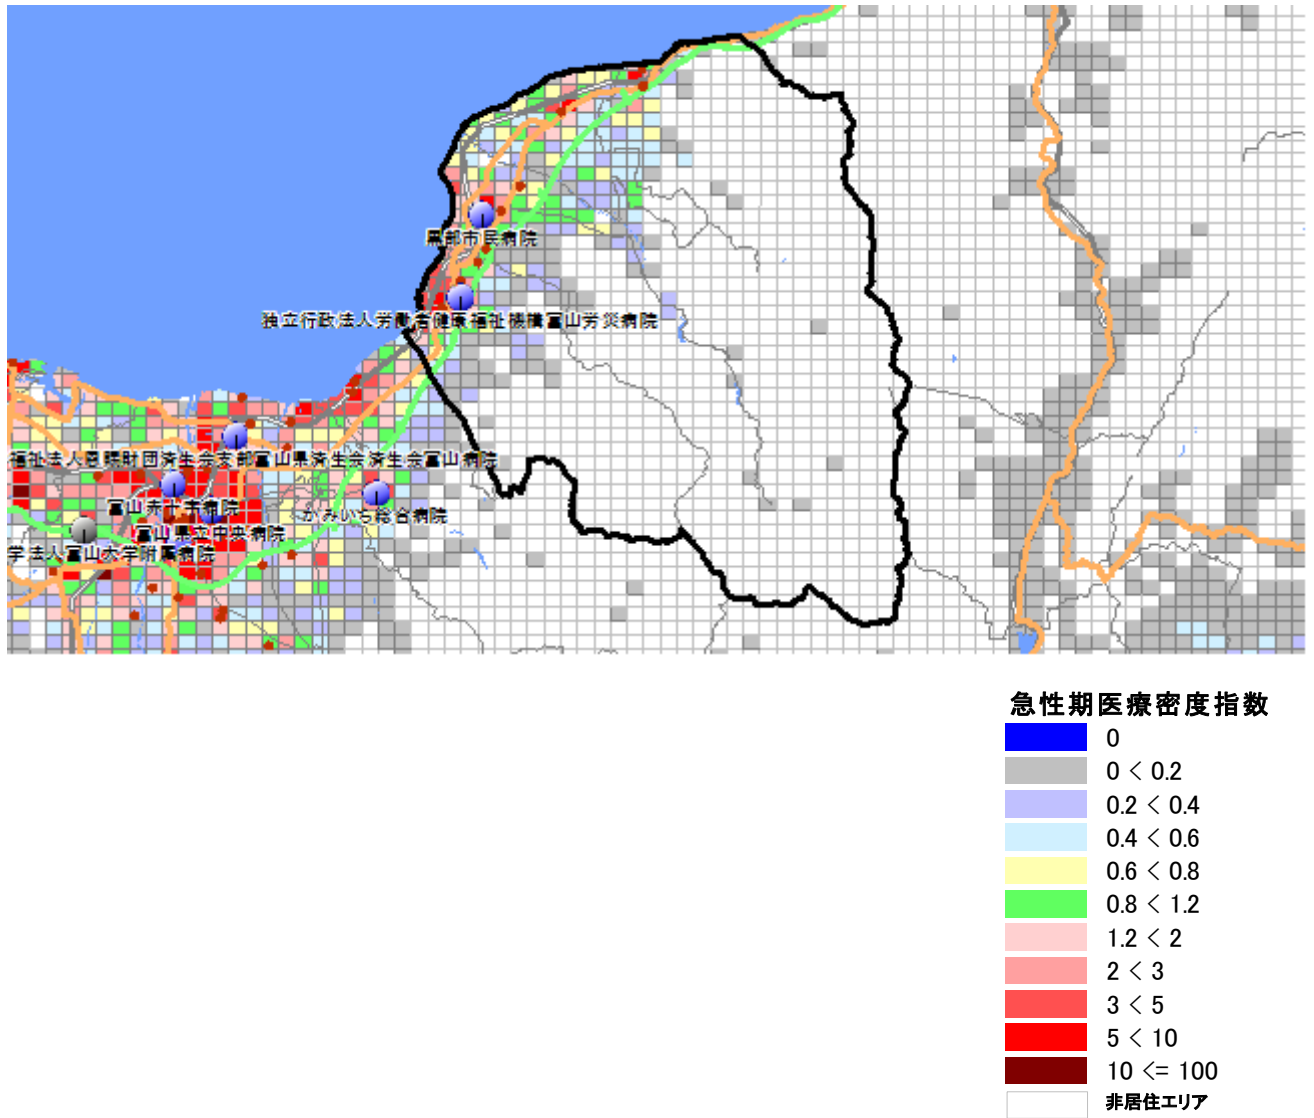 黒部市民病院
独立行政法人労働者健康福祉機構富山労災病院
福祉法人恩賜財団済生会支部富山県済生会済生会富山病院
富山赤十字病院
かみいち総合病院
富山県立中央病院
学法人富山大学附属病院
急性期医療密度指数
0
0 < 0.2
0.2 < 0.4
0.4 < 0.6
0.6 < 0.8
0.8 < 1.2
1.2 < 2
2 < 3
3 < 5
5 < 10
10 <= 100
非居住エリア